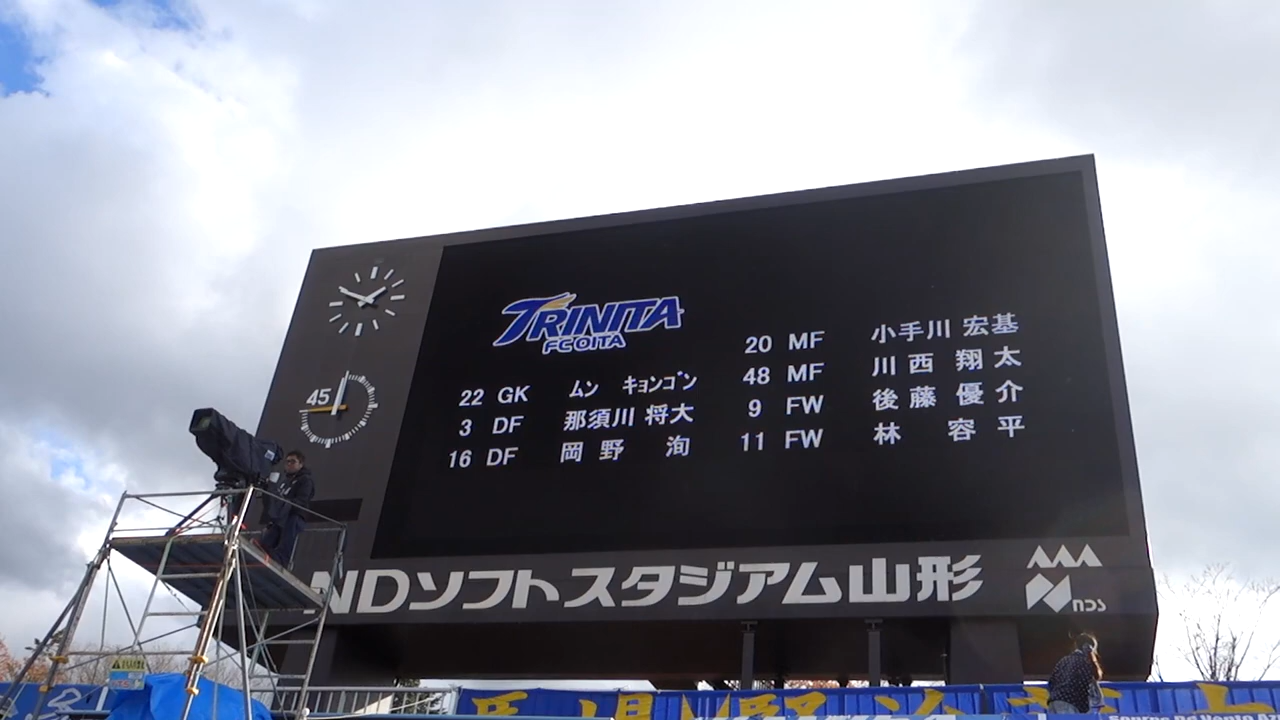 TRINITA
FC OITA
22 GK ムン キョンゴン
3 DF 那須川 将大
16 DF 岡野 洵
20 MF 小手川 宏基
48 MF 川西 翔太
9 FW 後藤 優介
11 FW 林 容平
45
NDソフトスタジアム山形
NDS